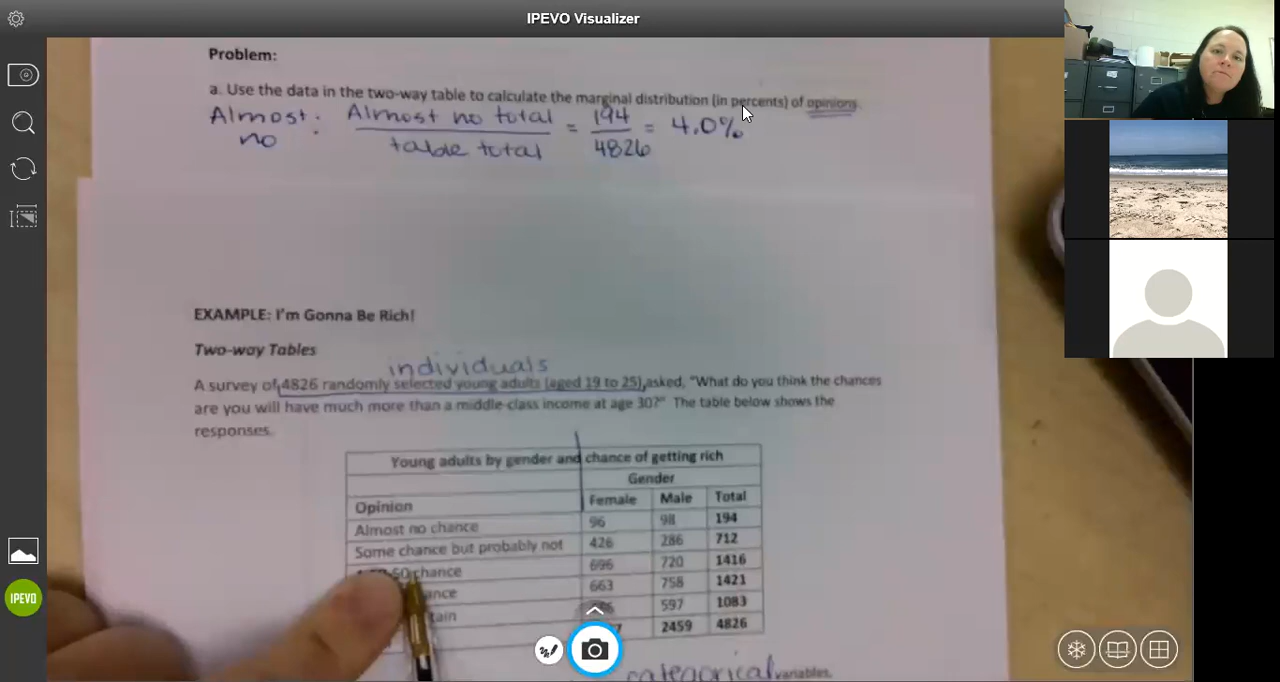 IPEVO Visualizer
Problem:
a. Use the data in the two-way table to calculate the marginal distribution (in percents) of opinions.
Almost no : Almost no total / table total = 194 / 4826 = 4.0%
EXAMPLE: I'm Gonna Be Rich!
Two-way Tables
individuals
A survey of 4826 randomly selected young adults (aged 19 to 25) asked, "What do you think the chances
are you will have much more than a middle-class income at age 30?" The table below shows the
responses.
Young adults by gender and chance of getting rich
Gender
Opinion Female Male Total
Almost no chance 96 98 194
Some chance but probably not 426 286 712
chance 696 720 1416
663 758 1421
597 1083
2459 4826
categorical variables.
IPEVO